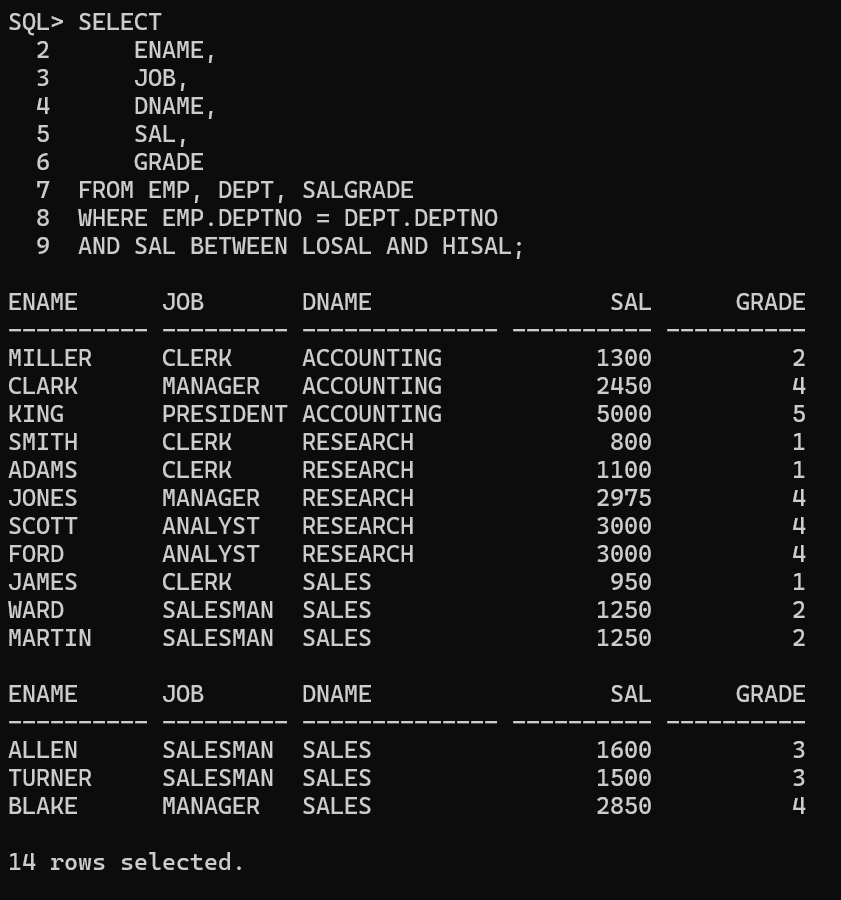 SQL> SELECT
  2      ENAME,
  3      JOB,
  4      DNAME,
  5      SAL,
  6      GRADE
  7  FROM EMP, DEPT, SALGRADE
  8  WHERE EMP.DEPTNO = DEPT.DEPTNO
  9  AND SAL BETWEEN LOSAL AND HISAL;

ENAME      JOB       DNAME                 SAL      GRADE
---------- --------- -------------- ---------- ----------
MILLER     CLERK     ACCOUNTING           1300          2
CLARK      MANAGER   ACCOUNTING           2450          4
KING       PRESIDENT ACCOUNTING           5000          5
SMITH      CLERK     RESEARCH              800          1
ADAMS      CLERK     RESEARCH             1100          1
JONES      MANAGER   RESEARCH             2975          4
SCOTT      ANALYST   RESEARCH             3000          4
FORD       ANALYST   RESEARCH             3000          4
JAMES      CLERK     SALES                 950          1
WARD       SALESMAN  SALES                1250          2
MARTIN     SALESMAN  SALES                1250          2

ENAME      JOB       DNAME                 SAL      GRADE
---------- --------- -------------- ---------- ----------
ALLEN      SALESMAN  SALES                1600          3
TURNER     SALESMAN  SALES                1500          3
BLAKE      MANAGER   SALES                2850          4

14 rows selected.